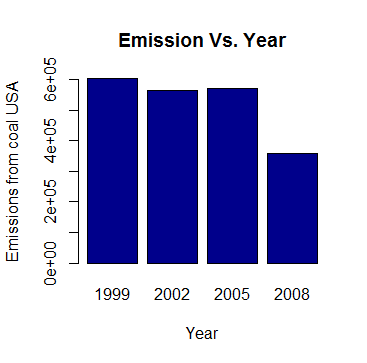 Emission Vs. Year
Emissions from coal USA
6e+05
4e+05
2e+05
0e+00
1999 2002 2005 2008
Year